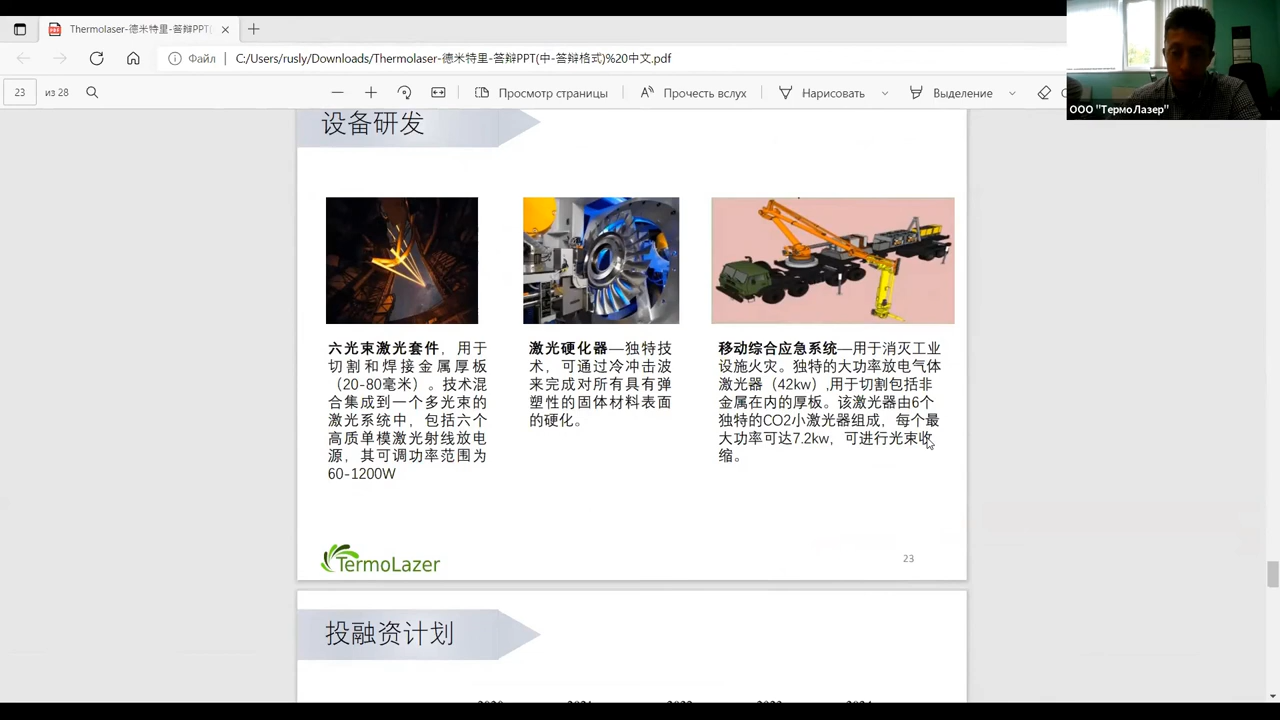 Thermolaser-德米特里-答辩PPT(
Файл
C:/Users/rusly/Downloads/Thermolaser-德米特里-答辩PPT(中-答辩格式)%20中文.pdf
23
из 28
Просмотр страницы
Прочесть вслух
Нарисовать
Выделение
ООО "ТермоЛазер"
设备研发
六光束激光套件，用于
切割和焊接金属厚板
（20-80毫米）。技术混
合集成到一个多光束的
激光系统中，包括六个
高质单模激光射线放电
源，其可调功率范围为
60-1200W
激光硬化器—独特技
术，可通过冷冲击波
来完成对所有具有弹
塑性的固体材料表面
的硬化。
移动综合应急系统—用于消灭工业
设施火灾。独特的大功率放电气体
激光器（42kw）,用于切割包括非
金属在内的厚板。该激光器由6个
独特的CO2小激光器组成，每个最
大功率可达7.2kw，可进行光束收
缩。
TermoLazer
23
投融资计划